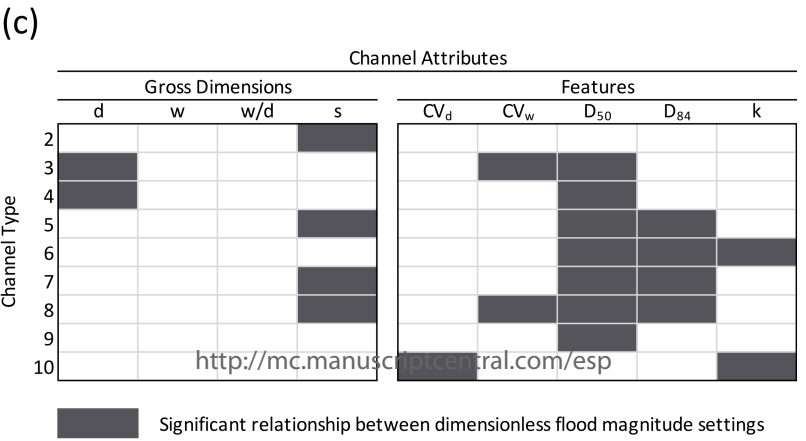 (c)
Channel Attributes
Gross Dimensions Features
d w w/d s CVd CVw D50 D84 k
Channel Type
2
3
4
5
6
7
8
9
10
http://mc.manuscriptcentral.com/esp
Significant relationship between dimensionless flood magnitude settings